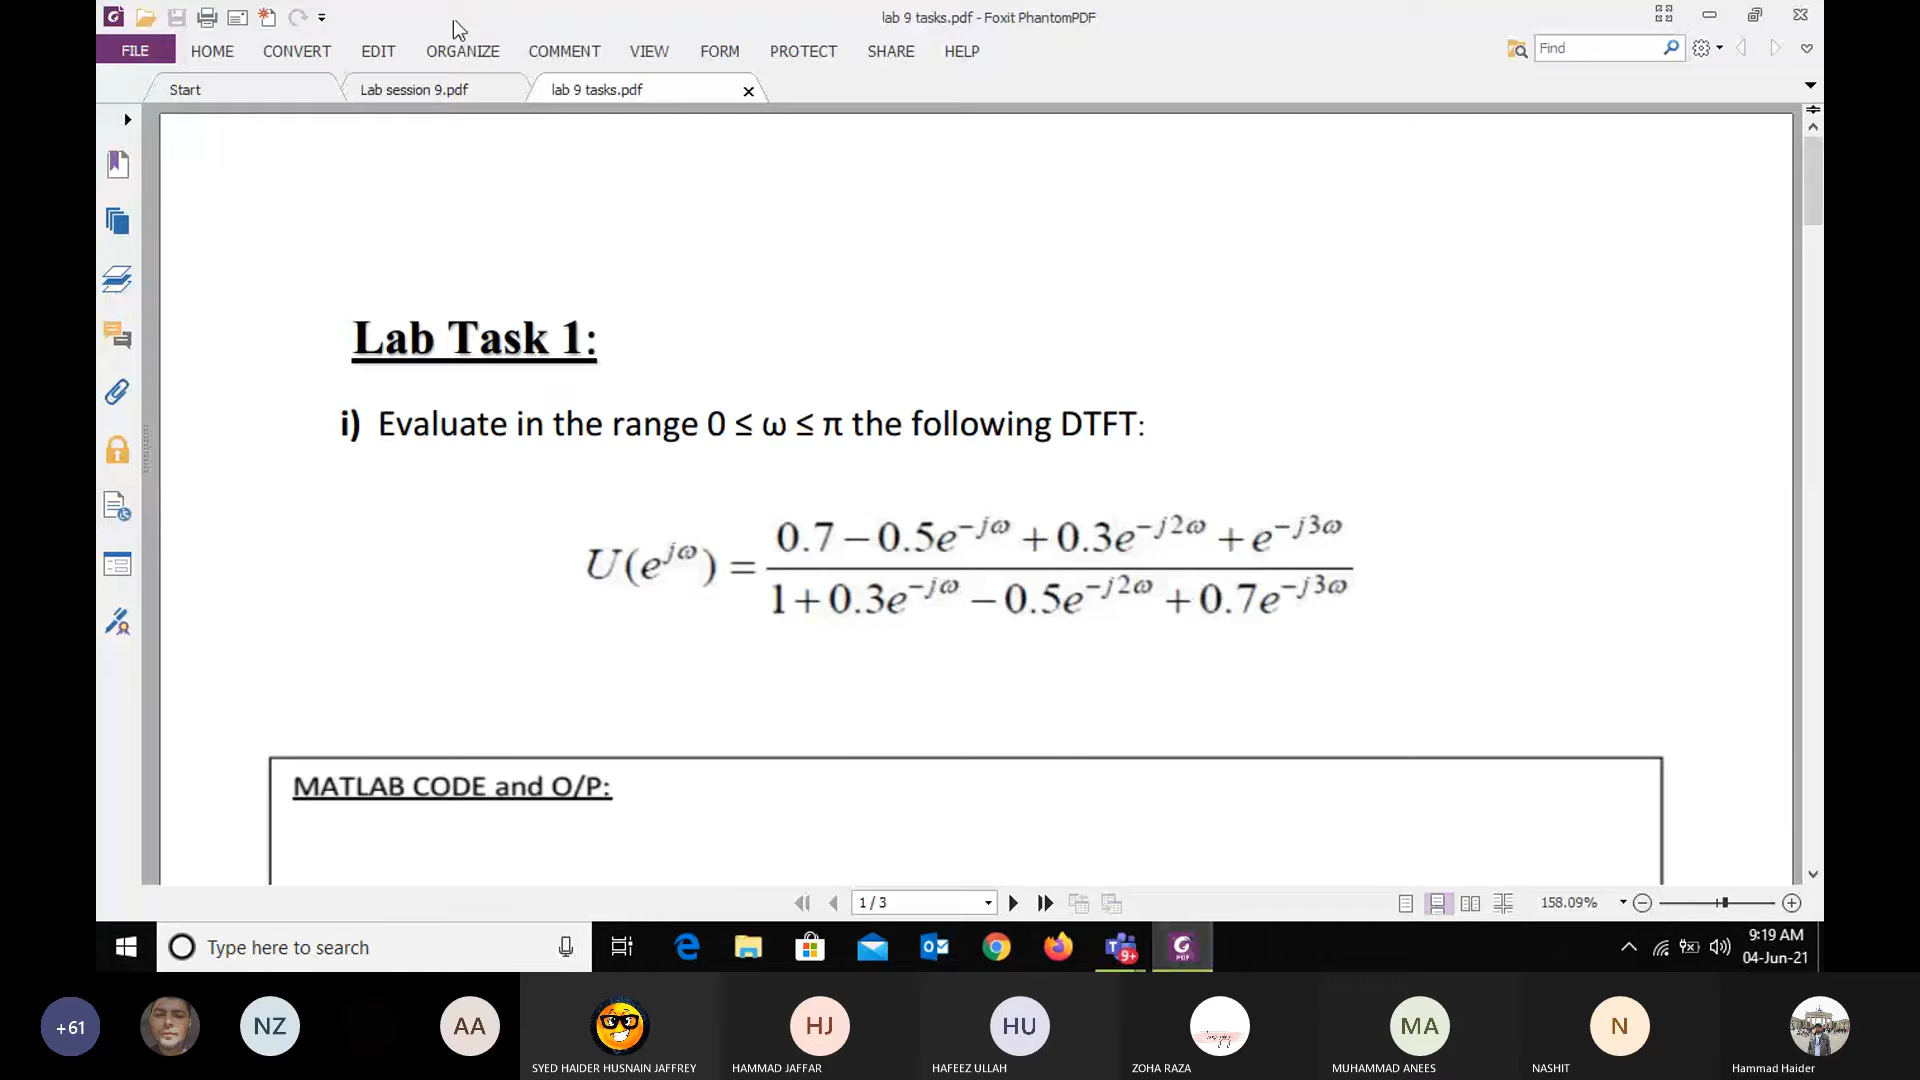 lab 9 tasks.pdf - Foxit PhantomPDF
FILE HOME CONVERT EDIT ORGANIZE COMMENT VIEW FORM PROTECT SHARE HELP Find
Start Lab session 9.pdf lab 9 tasks.pdf
Lab Task 1:
i) Evaluate in the range 0 ≤ ω ≤ π the following DTFT:
U(e^{jω}) = \frac{0.7 − 0.5e^{−jω} + 0.3e^{−j2ω} + e^{−j3ω}}{1 + 0.3e^{−jω} − 0.5e^{−j2ω} + 0.7e^{−j3ω}}
MATLAB CODE and O/P:
1 / 3 158.09%
Type here to search 9+ PDF 9:19 AM
04-Jun-21
+61 NZ AA HJ HU MA N
SYED HAIDER HUSNAIN JAFFREY HAMMAD JAFFAR HAFEEZ ULLAH ZOHA RAZA MUHAMMAD ANEES NASHIT Hammad Haider